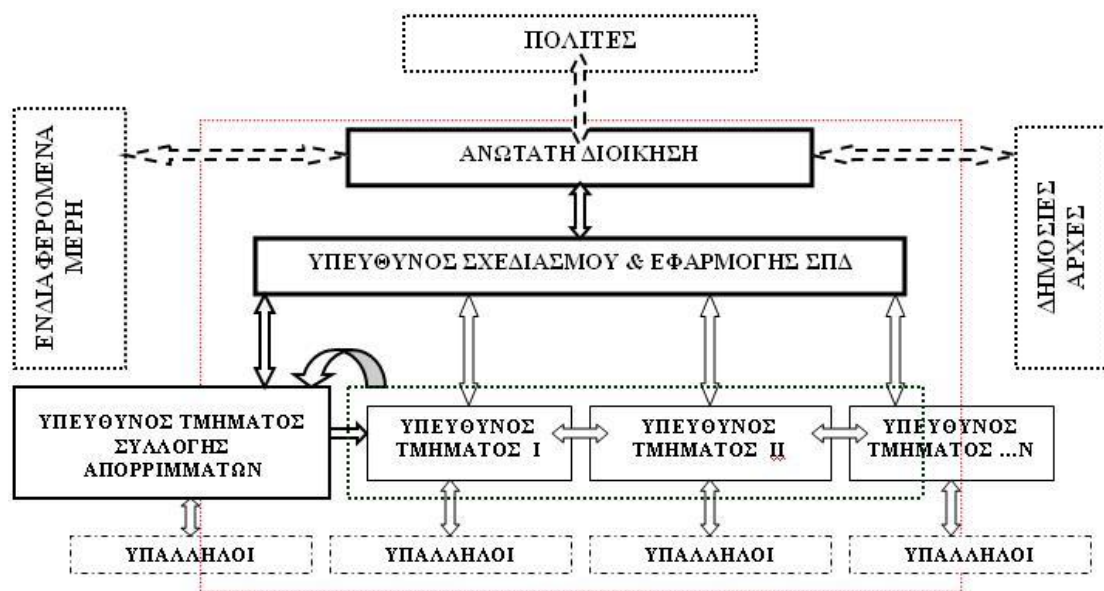 ΠΟΛΙΤΕΣ
ΕΝΔΙΑΦΕΡΟΜΕΝΑ
ΜΕΡΗ
ΑΝΩΤΑΤΗ ΔΙΟΙΚΗΣΗ
ΔΗΜΟΣΙΕΣ
ΑΡΧΕΣ
ΥΠΕΥΘΥΝΟΣ ΣΧΕΔΙΑΣΜΟΥ & ΕΦΑΡΜΟΓΗΣ ΣΠΔ
ΥΠΕΥΘΥΝΟΣ ΤΜΗΜΑΤΟΣ
ΣΥΛΛΟΓΗΣ
ΑΠΟΡΡΙΜΜΑΤΩΝ
ΥΠΕΥΘΥΝΟΣ
ΤΜΗΜΑΤΟΣ Ι
ΥΠΕΥΘΥΝΟΣ
ΤΜΗΜΑΤΟΣ ΙΙ
ΥΠΕΥΘΥΝΟΣ
ΤΜΗΜΑΤΟΣ ...Ν
ΥΠΑΛΛΗΛΟΙ
ΥΠΑΛΛΗΛΟΙ
ΥΠΑΛΛΗΛΟΙ
ΥΠΑΛΛΗΛΟΙ